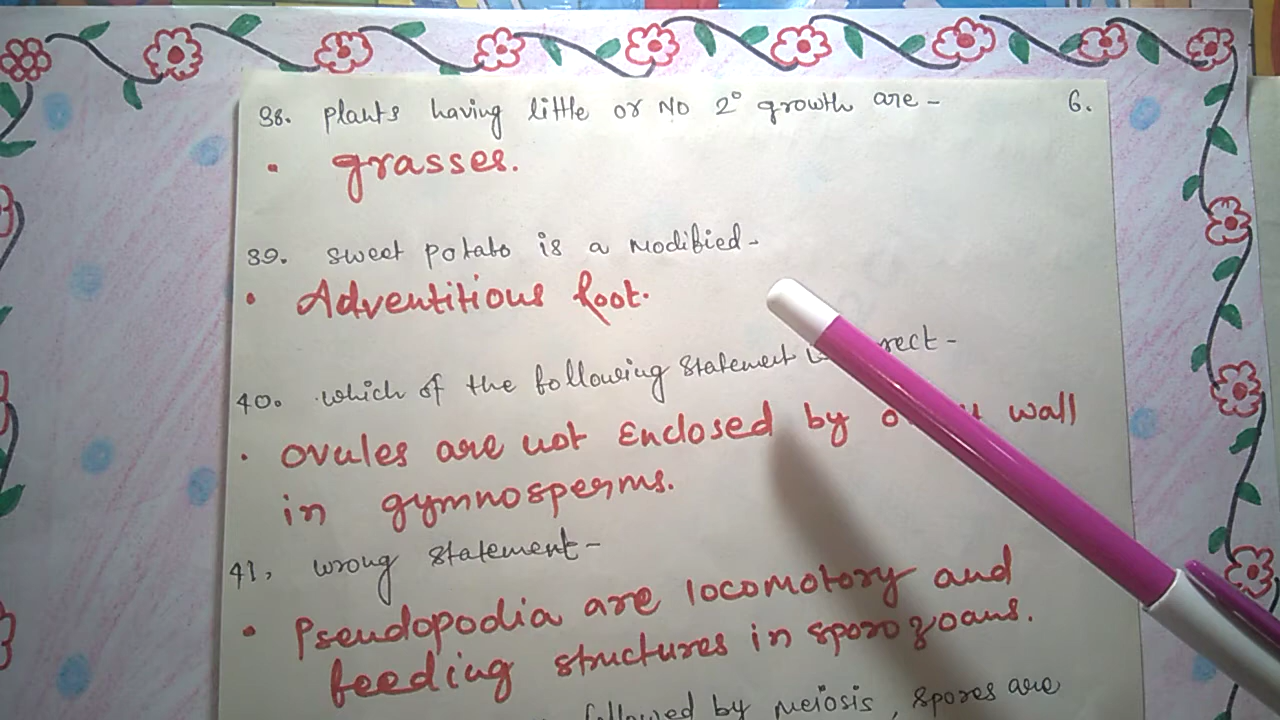 38. plants having little or No 2° growth are - 6.
• grasses.
39. sweet potato is a modified -
• Adventitious Root.
40. which of the following statement rect -
• ovules are not Enclosed by wall
in gymnosperms.
41, wrong statement -
• Pseudopodia are locomotory and
feeding structures in sporozoans.
followed by meiosis, spores are